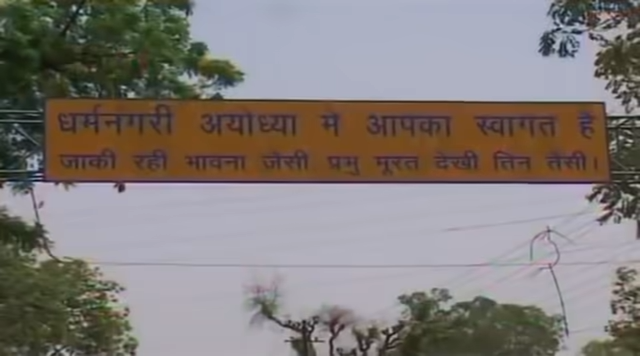 धर्मनगरी अयोध्या मे आपका स्वागत है
जाकी रही भावना जैसी प्रभु मूरत देखी तिन तैसी।